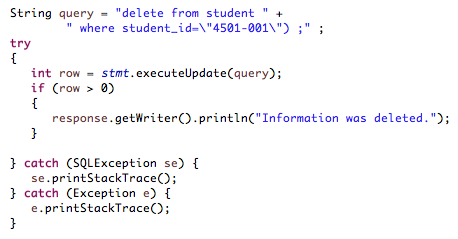 String query = "delete from student " +
" where student_id=\"4501-001\") ;" ;
try
{
int row = stmt.executeUpdate(query);
if (row > 0)
{
response.getWriter().println("Information was deleted.");
}
} catch (SQLException se) {
se.printStackTrace();
} catch (Exception e) {
e.printStackTrace();
}